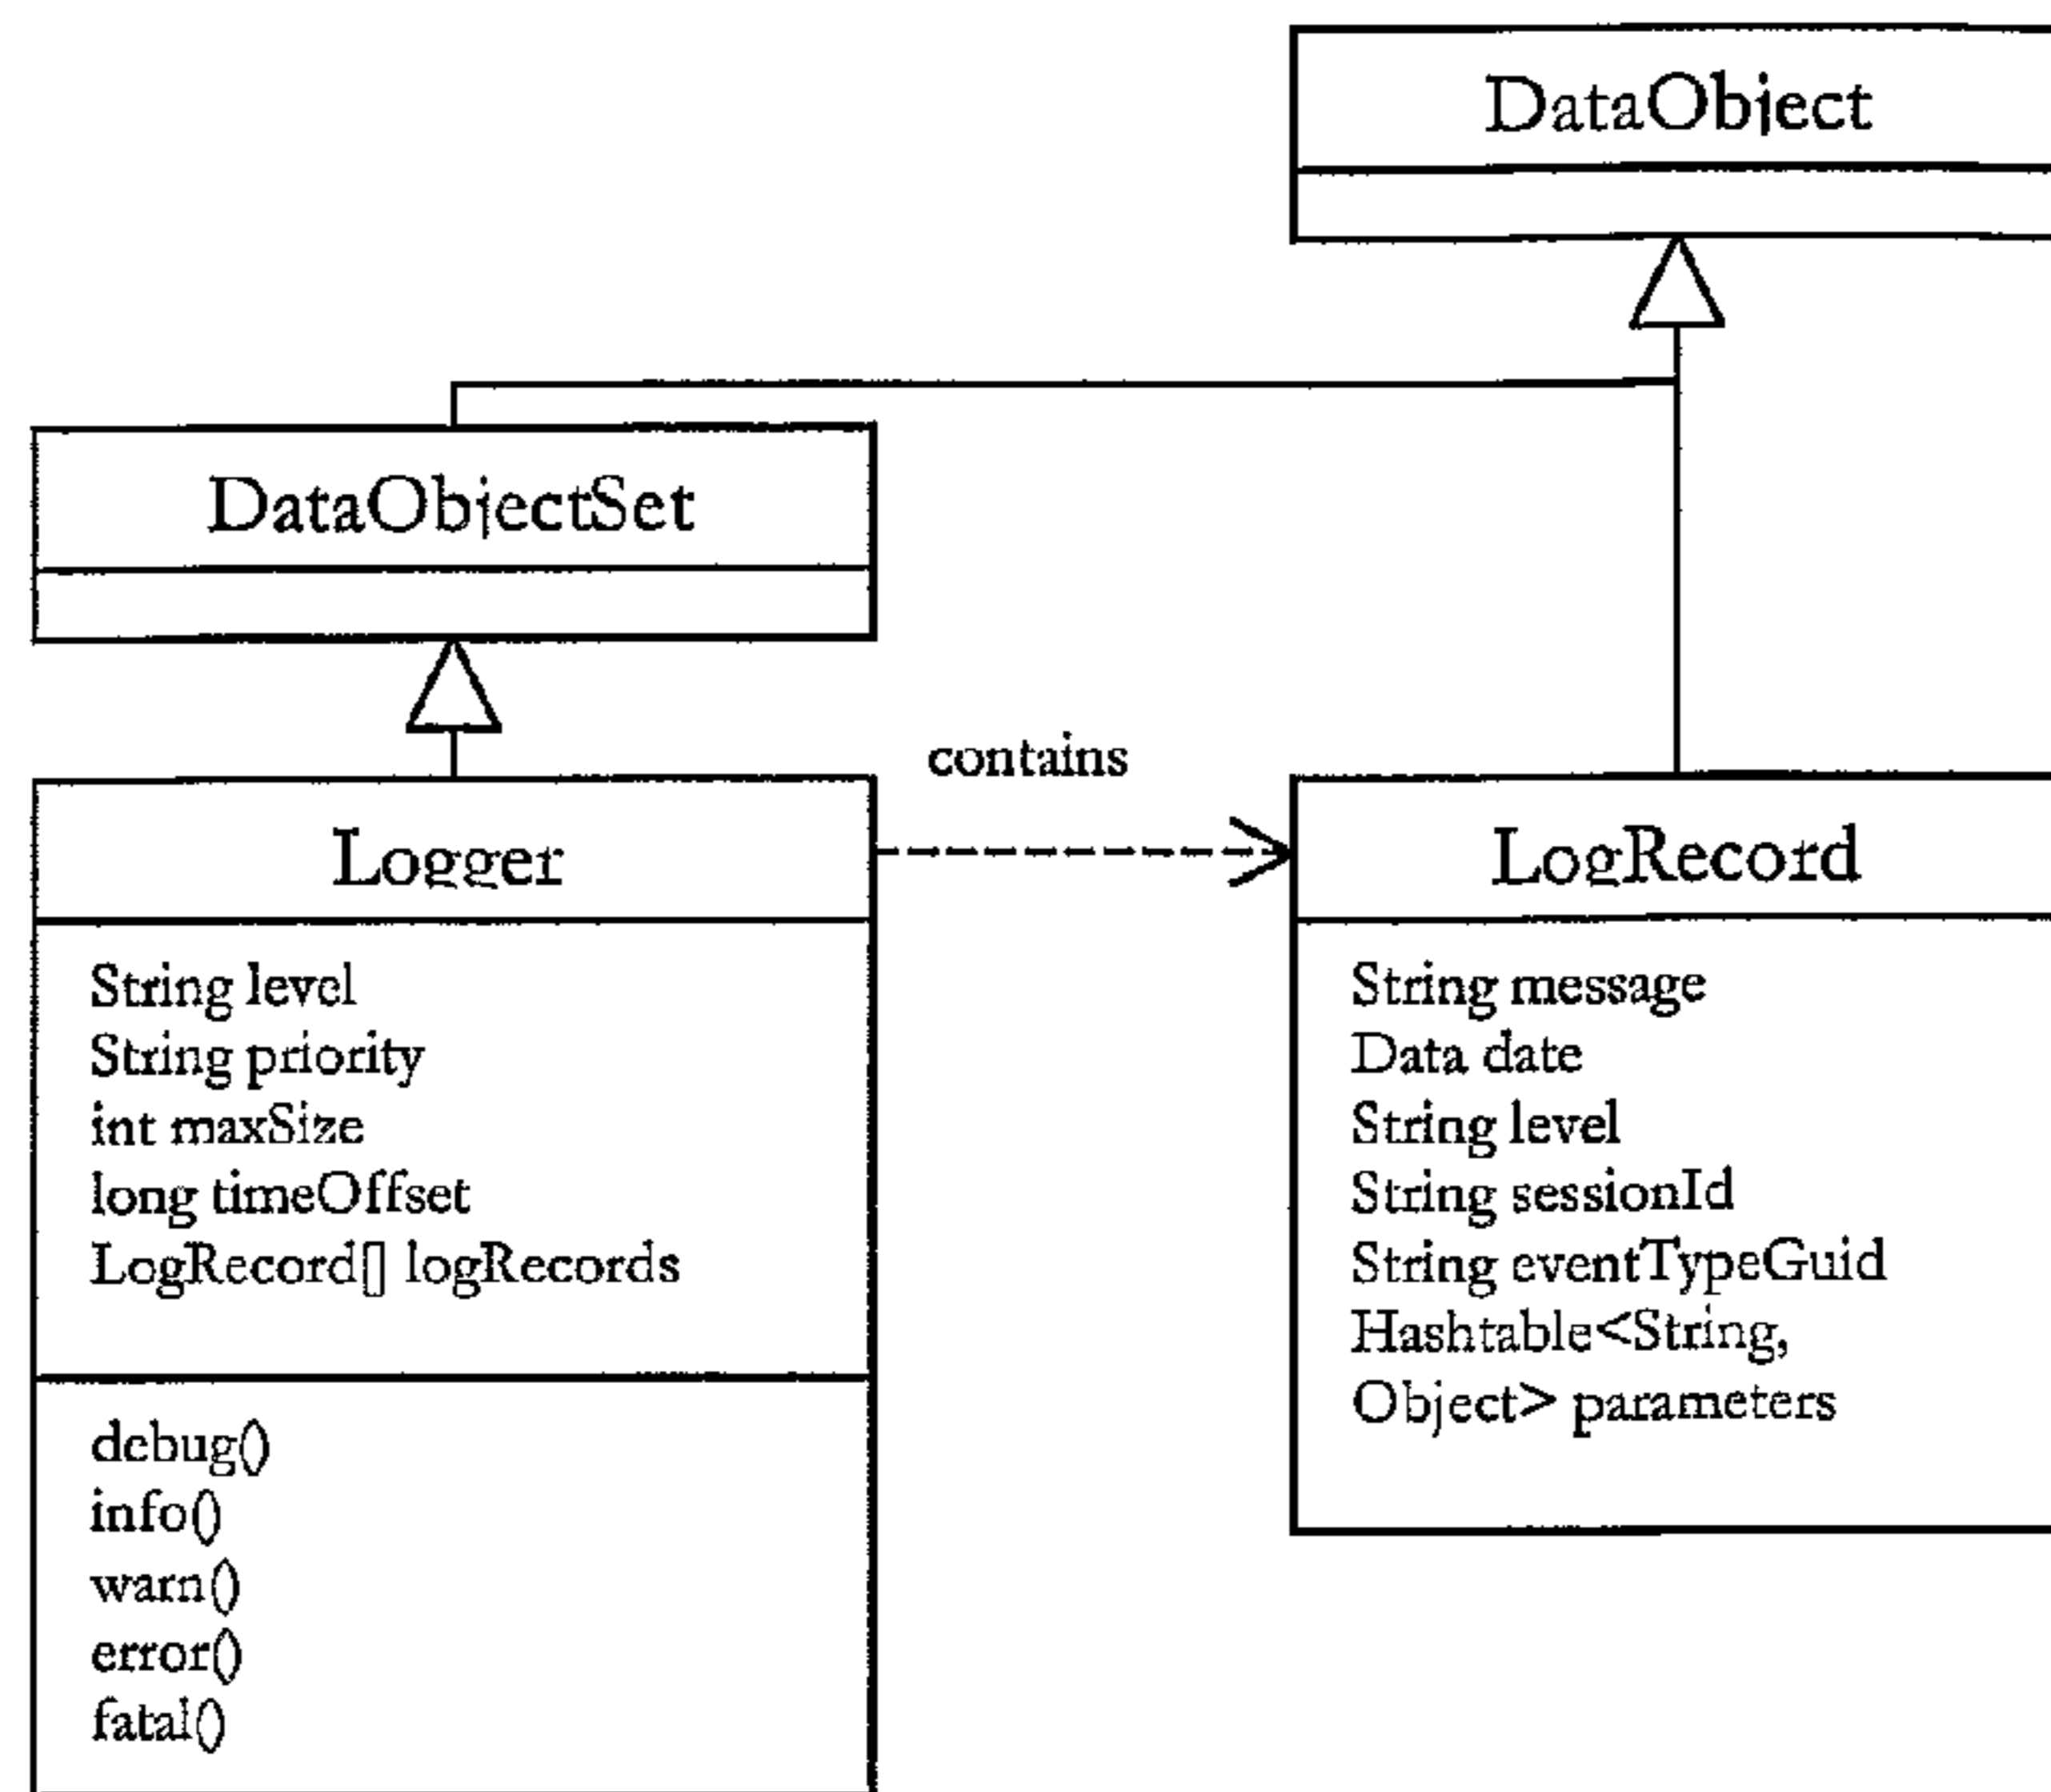 DataObject
DataObjectSet
contains
Logger
String level
String priority
int maxSize
long timeOffset
LogRecord[] logRecords
debug()
info()
warn()
error()
fatal()
LogRecord
String message
Data date
String level
String sessionId
String eventTypeGuid
Hashtable<String,
Object> parameters